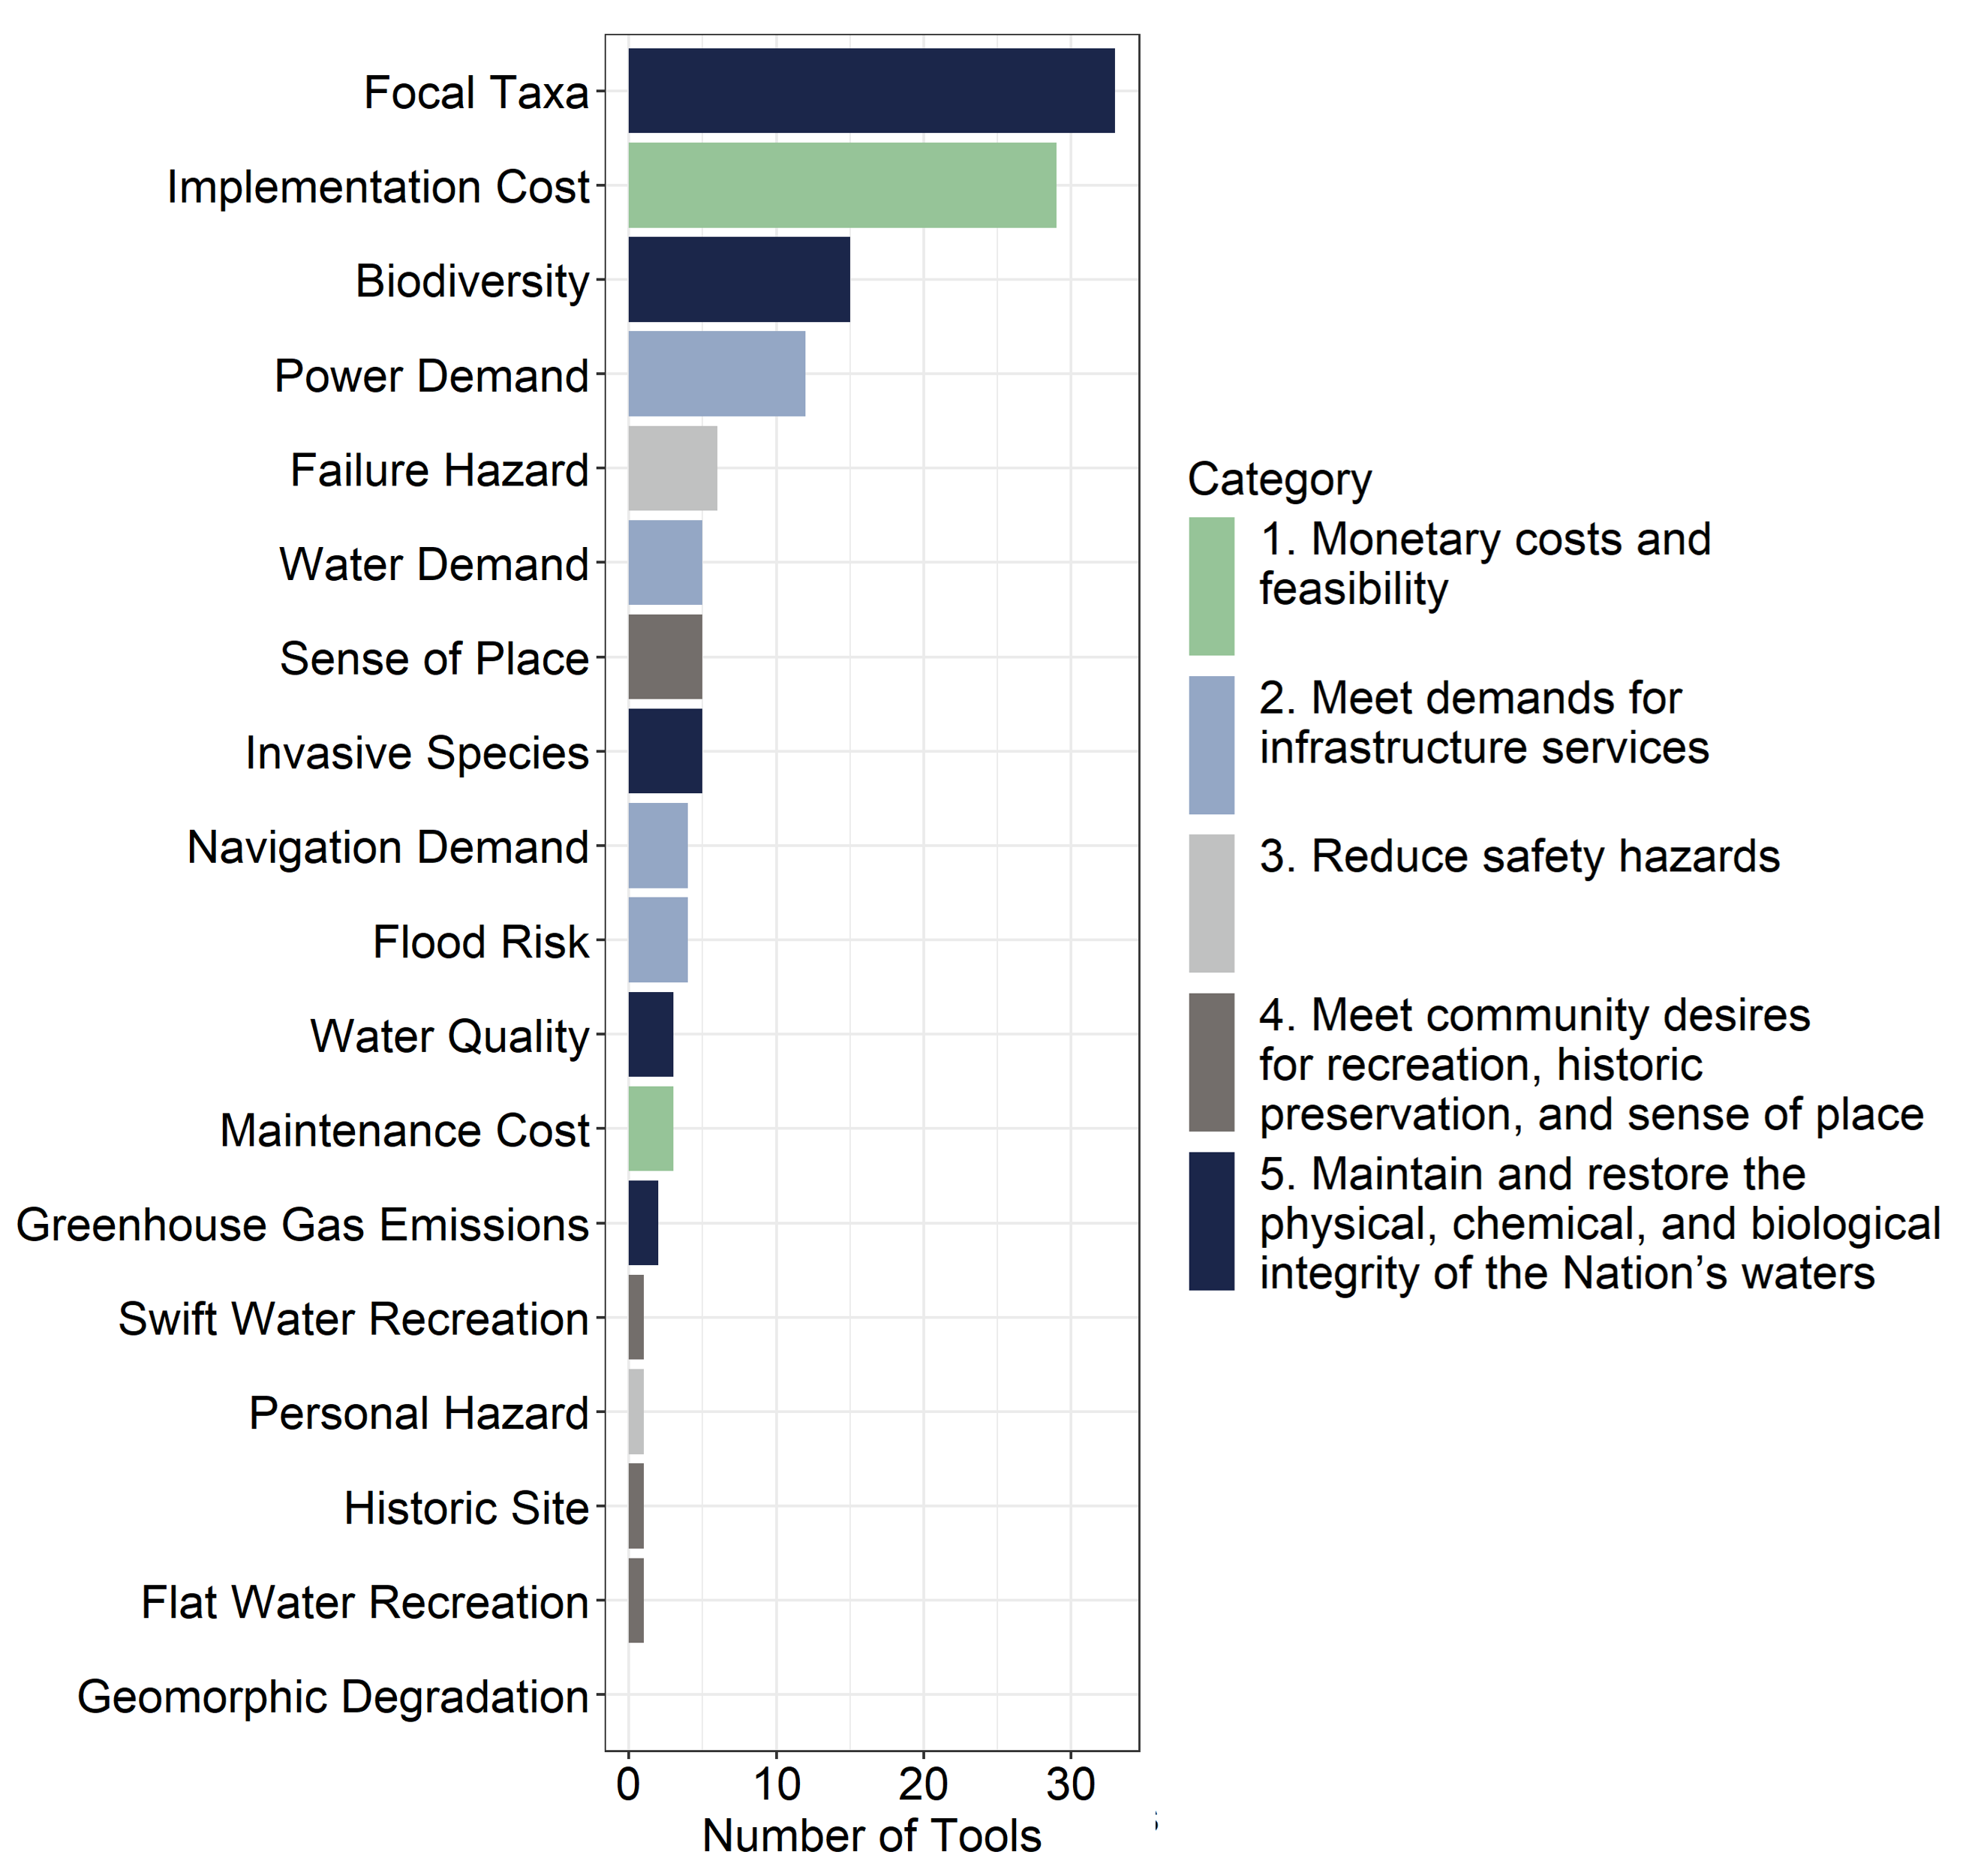 Focal Taxa
Implementation Cost
Biodiversity
Power Demand
Failure Hazard
Water Demand
Sense of Place
Invasive Species
Navigation Demand
Flood Risk
Water Quality
Maintenance Cost
Greenhouse Gas Emissions
Swift Water Recreation
Personal Hazard
Historic Site
Flat Water Recreation
Geomorphic Degradation
0 10 20 30
Number of Tools
Category
1. Monetary costs and
feasibility
2. Meet demands for
infrastructure services
3. Reduce safety hazards
4. Meet community desires
for recreation, historic
preservation, and sense of place
5. Maintain and restore the
physical, chemical, and biological
integrity of the Nation’s waters